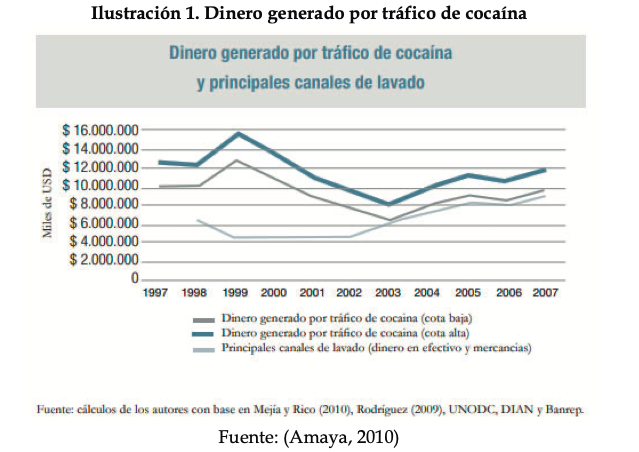 Ilustración 1. Dinero generado por tráfico de cocaína
Dinero generado por tráfico de cocaína
y principales canales de lavado
Miles de USD
$ 16.000.000
$ 14.000.000
$ 12.000.000
$ 10.000.000
$ 8.000.000
$ 6.000.000
$ 4.000.000
$ 2.000.000
0
1997 1998 1999 2000 2001 2002 2003 2004 2005 2006 2007
Dinero generado por tráfico de cocaina (cota baja)
Dinero generado por tráfico de cocaina (cota alta)
Principales canales de lavado (dinero en efectivo y mercancias)
Fuente: cálculos de los autores con base en Mejía y Rico (2010), Rodríguez (2009), UNODC, DIAN y Banrep.
Fuente: (Amaya, 2010)